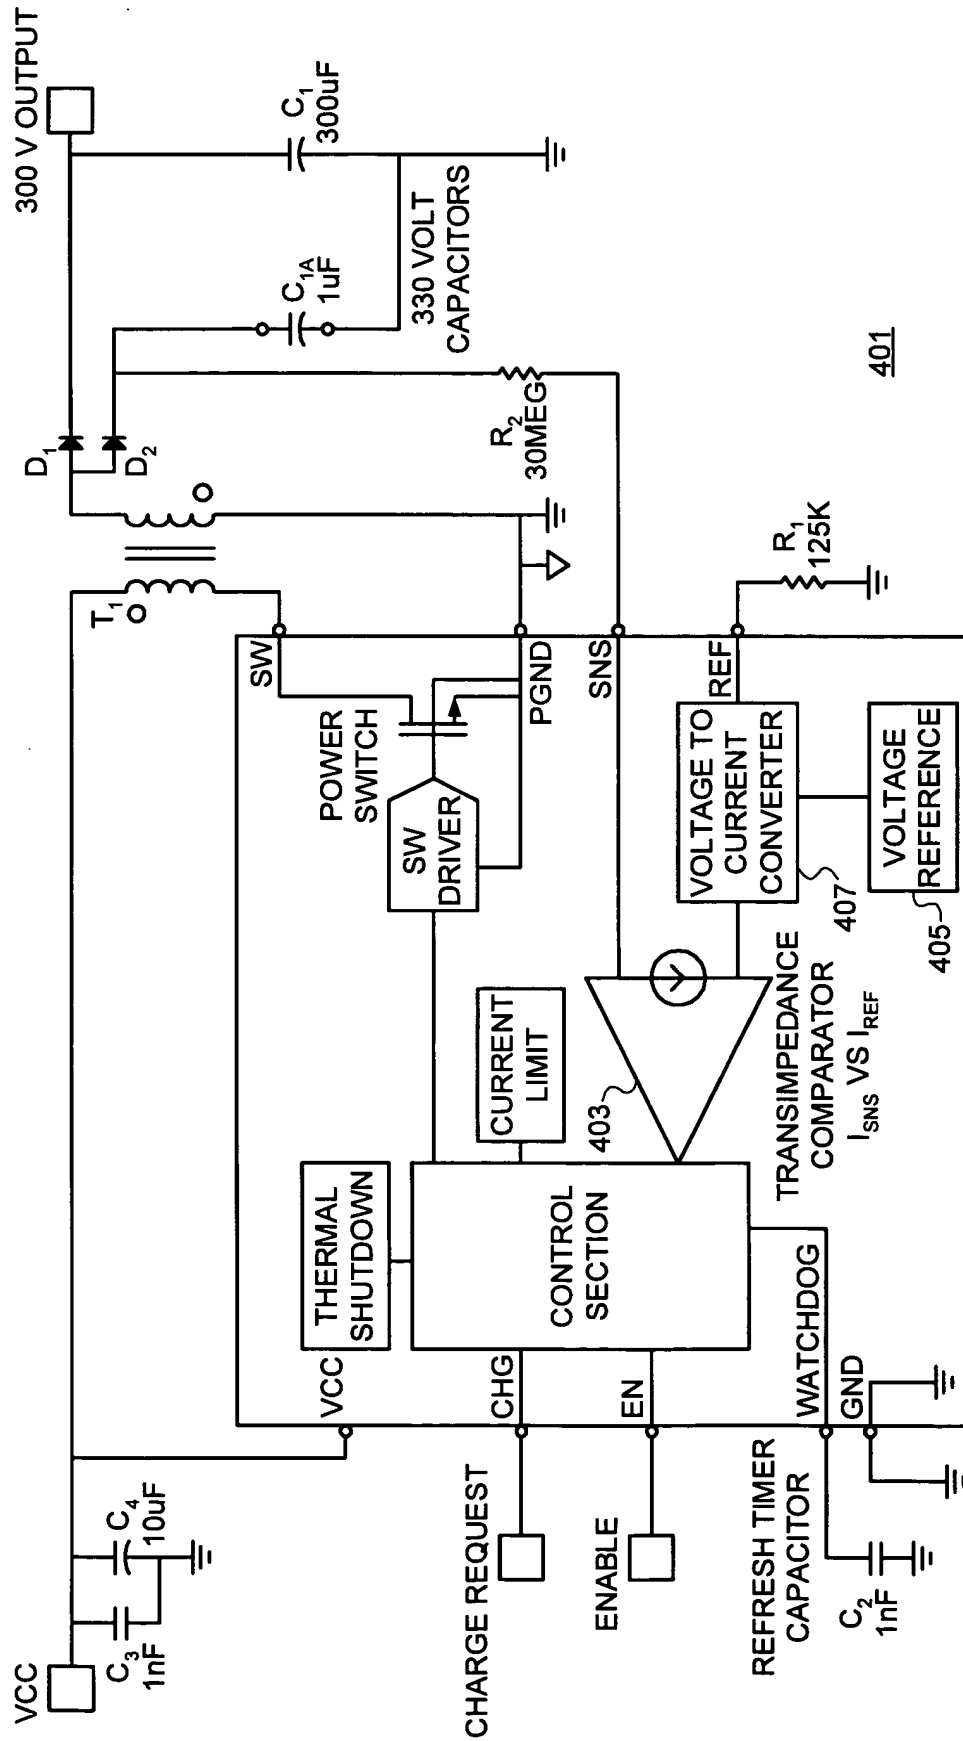 300 V OUTPUT
C1
300uF
C1A
1uF
330 VOLT
CAPACITORS
D1
D2
R2
30MEG
401
T1
R1
125K
SW
PGND
SNS
REF
POWER
SWITCH
SW
DRIVER
VOLTAGE TO
CURRENT
CONVERTER
407
VOLTAGE
REFERENCE
405
CURRENT
LIMIT
403
TRANSIMPEDANCE
COMPARATOR
ISNS VS IREF
THERMAL
SHUTDOWN
CONTROL
SECTION
VCC
CHG
EN
WATCHDOG
GND
VCC
C3
1nF
C4
10uF
CHARGE REQUEST
ENABLE
REFRESH TIMER
CAPACITOR
C2
1nF